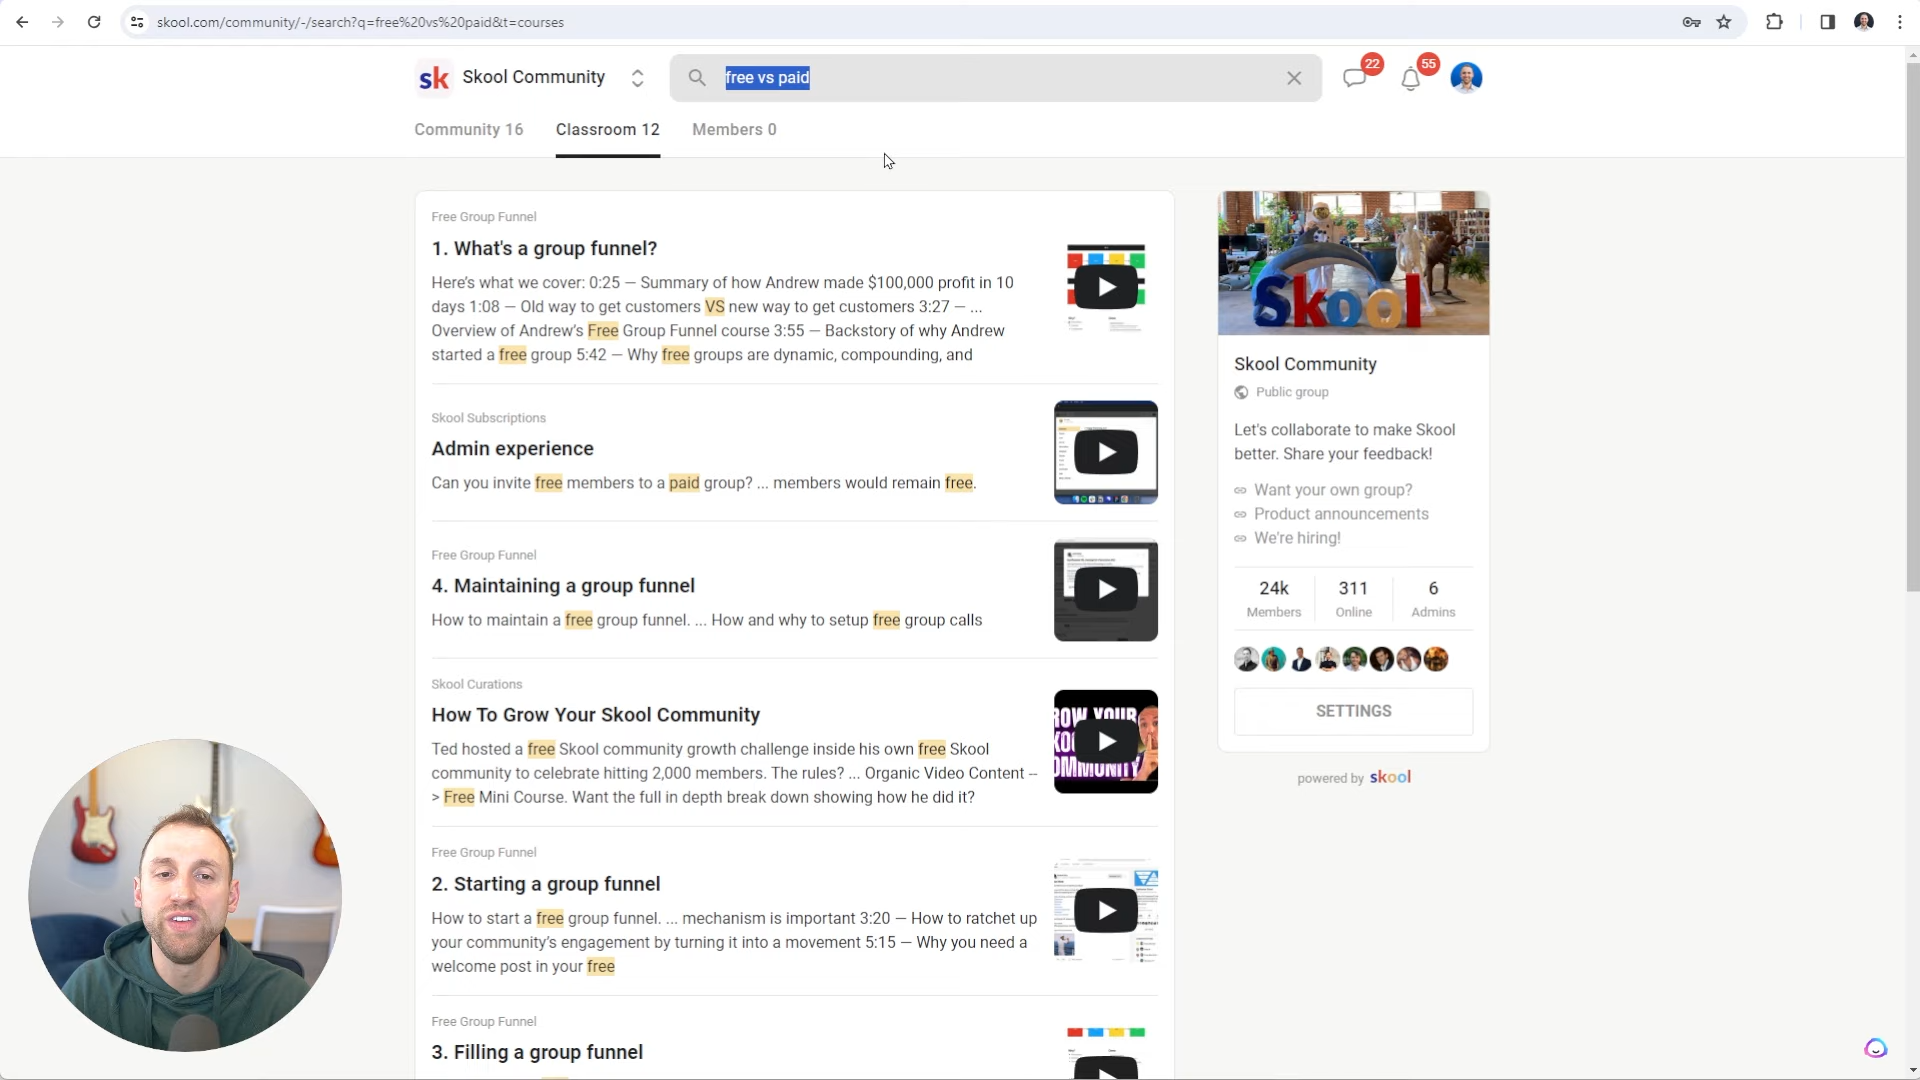 skool.com/community/-/search?q=free%20vs%20paid&t=courses
sk Skool Community
free vs paid
22
55
Community 16
Classroom 12
Members 0
Free Group Funnel
1. What's a group funnel?
Here's what we cover: 0:25 — Summary of how Andrew made $100,000 profit in 10
days 1:08 — Old way to get customers VS new way to get customers 3:27 — ...
Overview of Andrew's Free Group Funnel course 3:55 — Backstory of why Andrew
started a free group 5:42 — Why free groups are dynamic, compounding, and
Skool Subscriptions
Admin experience
Can you invite free members to a paid group? ... members would remain free.
Free Group Funnel
4. Maintaining a group funnel
How to maintain a free group funnel. ... How and why to setup free group calls
Skool Curations
How To Grow Your Skool Community
Ted hosted a free Skool community growth challenge inside his own free Skool
community to celebrate hitting 2,000 members. The rules? ... Organic Video Content --
> Free Mini Course. Want the full in depth break down showing how he did it?
Free Group Funnel
2. Starting a group funnel
How to start a free group funnel. ... mechanism is important 3:20 — How to ratchet up
your community's engagement by turning it into a movement 5:15 — Why you need a
welcome post in your free
Free Group Funnel
3. Filling a group funnel
Skool
Skool Community
Public group
Let's collaborate to make Skool
better. Share your feedback!
Want your own group?
Product announcements
We're hiring!
24k
Members
311
Online
6
Admins
SETTINGS
powered by skool